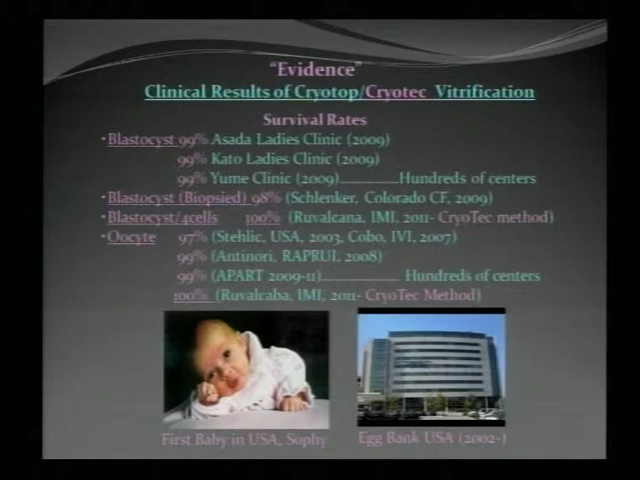 “Evidence”
Clinical Results of Cryotop/Cryotec Vitrification
Survival Rates
•Blastocyst 99% Asada Ladies Clinic (2009)
99% Kato Ladies Clinic (2009)
99% Yume Clinic (2009)..............Hundreds of centers
•Blastocyst (Biopsied) 98% (Schlenker, Colorado CF, 2009)
•Blastocyst/4cells 100% (Ruvalcana, IMI, 2011- CryoTec method)
•Oocyte 97% (Stehlic, USA, 2003, Cobo, IVI, 2007)
99% (Antinori, RAPRUI, 2008)
99% (APART 2009-11).................. Hundreds of centers
100% (Ruvalcaba, IMI, 2011- CryoTec Method)
First Baby in USA, Sophy
Egg Bank USA (2002-)